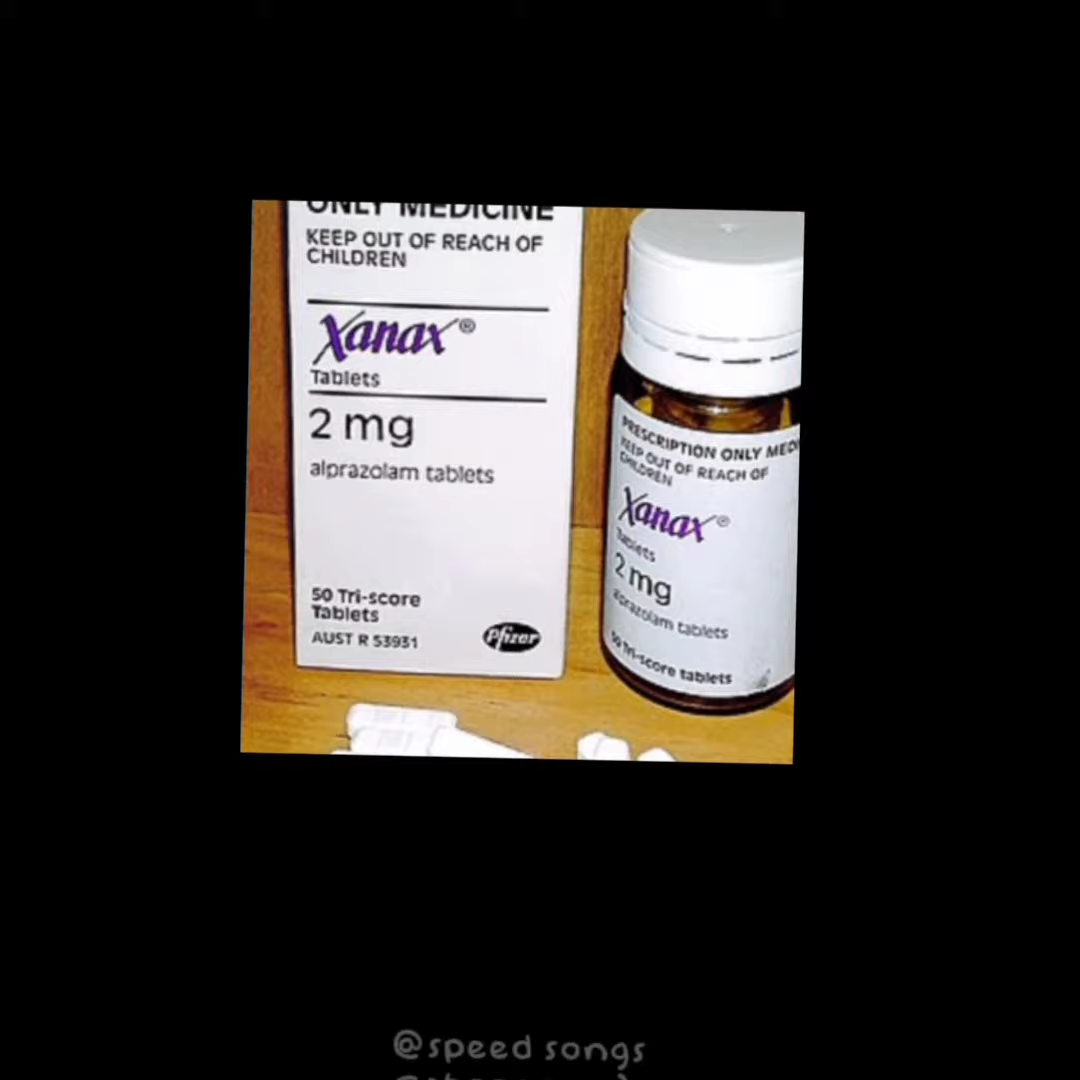 ONLY MEDICINE
KEEP OUT OF REACH OF
CHILDREN
Xanax®
Tablets
2 mg
alprazolam tablets
50 Tri-score
Tablets
AUST R 53931
Pfizer
PRESCRIPTION ONLY
KEEP OUT OF REACH OF
CHILDREN
Xanax®
Tablets
2 mg
alprazolam tablets
50 Tri-score tablets
@speed songs